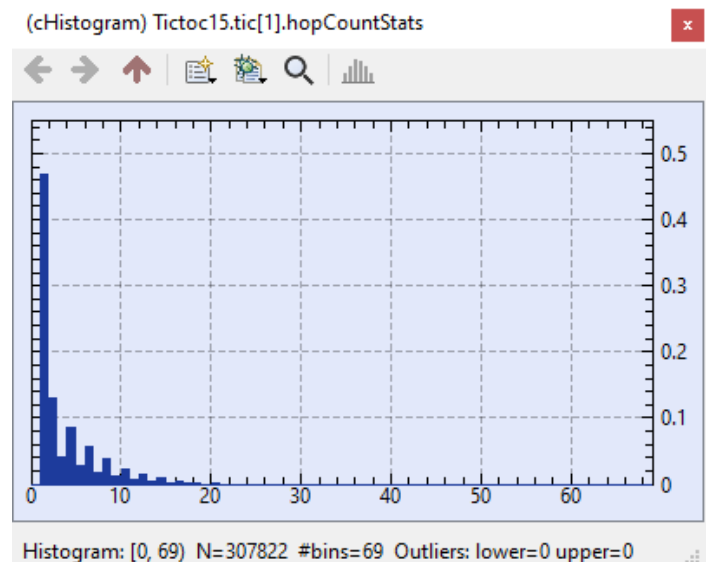 (cHistogram) Tictoc15.tic[1].hopCountStats
x
0.5
0.4
0.3
0.2
0.1
0
0 10 20 30 40 50 60
Histogram: [0, 69) N=307822 #bins=69 Outliers: lower=0 upper=0